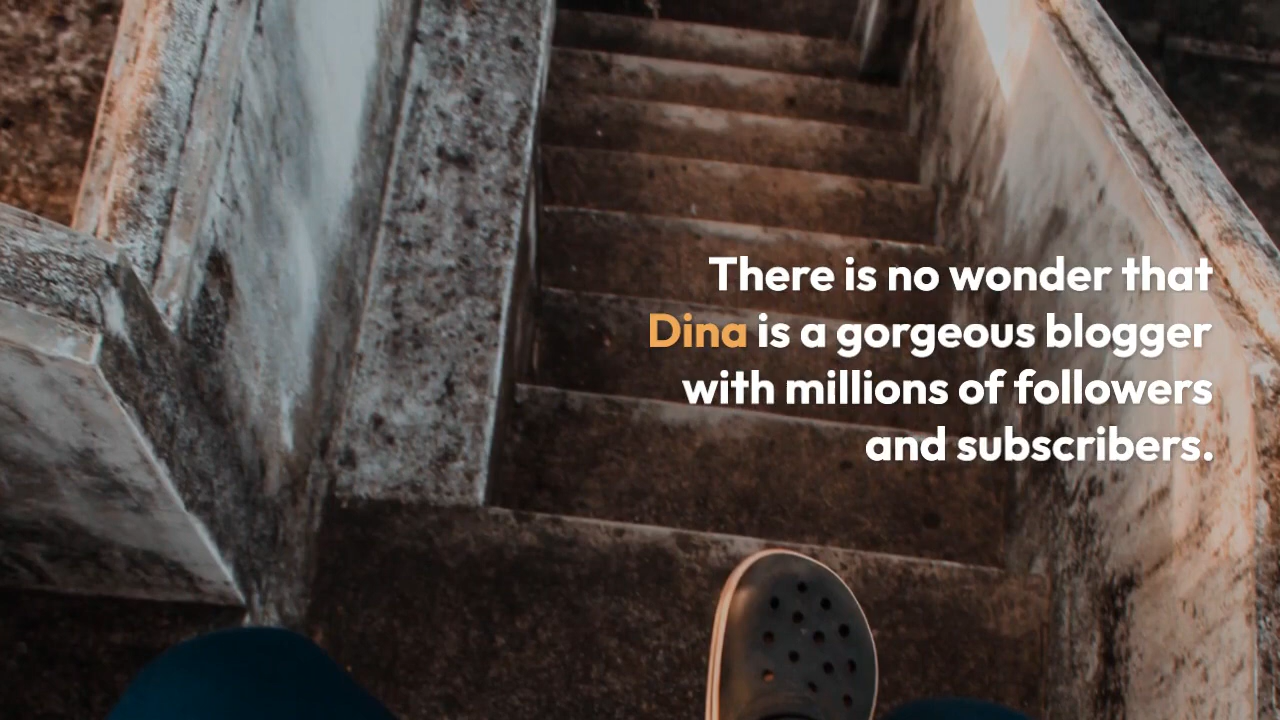 There is no wonder that
Dina is a gorgeous blogger
with millions of followers
and subscribers.